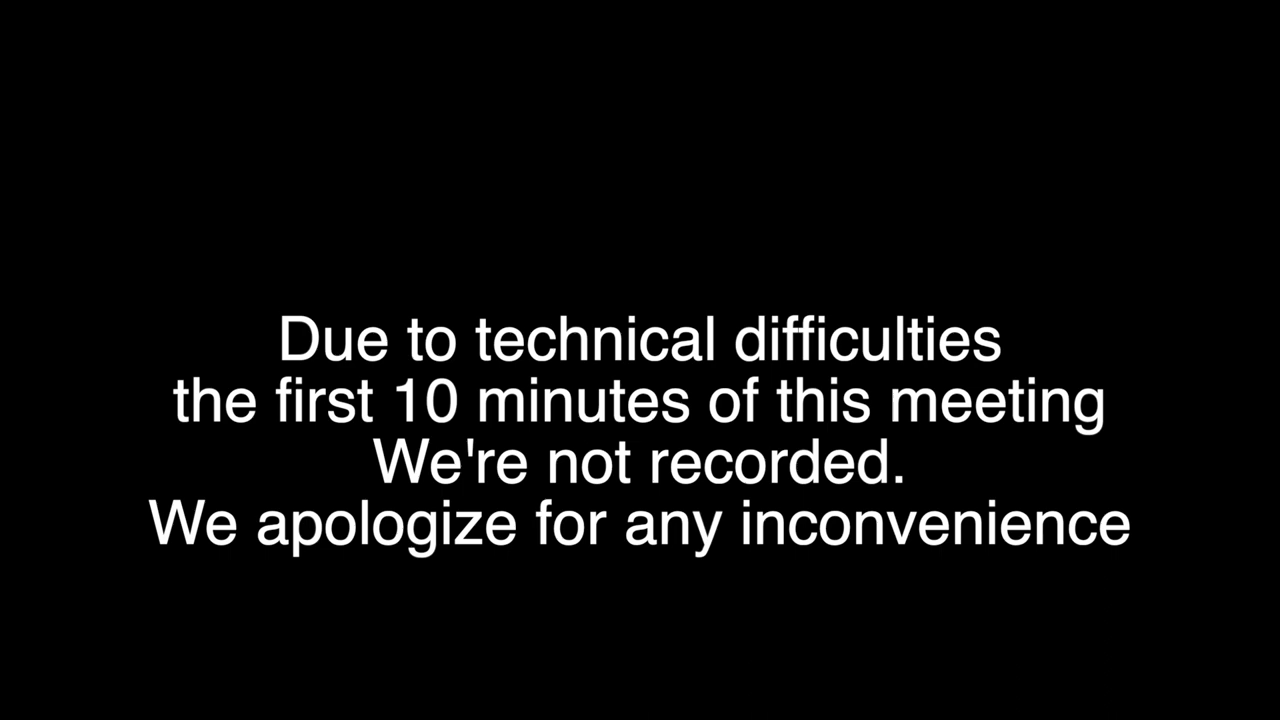 Due to technical difficulties
the first 10 minutes of this meeting
We're not recorded.
We apologize for any inconvenience